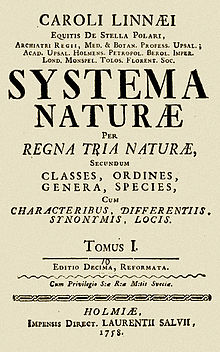 CAROLI LINNÆI
EQUITIS DE STELLA POLARI,
ARCHIATRI REGII, MED. & BOTAN. PROFESS. UPSAL.;
ACAD. UPSAL. HOLMENS. PETROPOL. BEROL. IMPER.
LOND. MONSPEL. TOLOS. FLORENT. SOC.
SYSTEMA
NATURÆ
PER
REGNA TRIA NATURÆ,
SECUNDUM
CLASSES, ORDINES,
GENERA, SPECIES,
CUM
CHARACTERIBUS, DIFFERENTIIS,
SYNONYMIS, LOCIS.
TOMUS I.
10
EDITIO DECIMA, REFORMATA.
Cum Privilegio S:æ R:æ M:tis Sveciæ.
HOLMIÆ,
IMPENSIS DIRECT. LAURENTII SALVII,
1758.